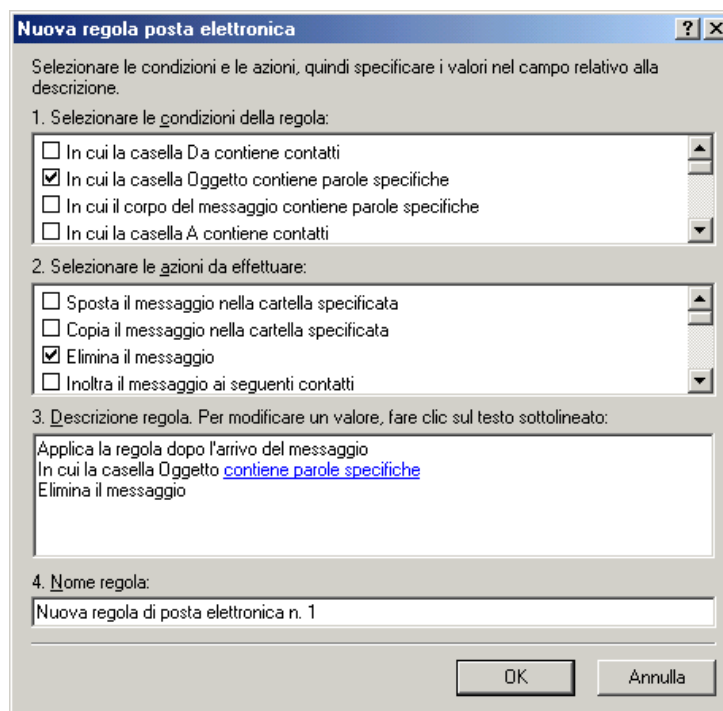 Nuova regola posta elettronica
Selezionare le condizioni e le azioni, quindi specificare i valori nel campo relativo alla
descrizione.
1. Selezionare le condizioni della regola:
In cui la casella Da contiene contatti
In cui la casella Oggetto contiene parole specifiche
In cui il corpo del messaggio contiene parole specifiche
In cui la casella A contiene contatti
2. Selezionare le azioni da effettuare:
Sposta il messaggio nella cartella specificata
Copia il messaggio nella cartella specificata
Elimina il messaggio
Inoltra il messaggio ai seguenti contatti
3. Descrizione regola. Per modificare un valore, fare clic sul testo sottolineato:
Applica la regola dopo l'arrivo del messaggio
In cui la casella Oggetto contiene parole specifiche
Elimina il messaggio
4. Nome regola:
Nuova regola di posta elettronica n. 1
OK Annulla